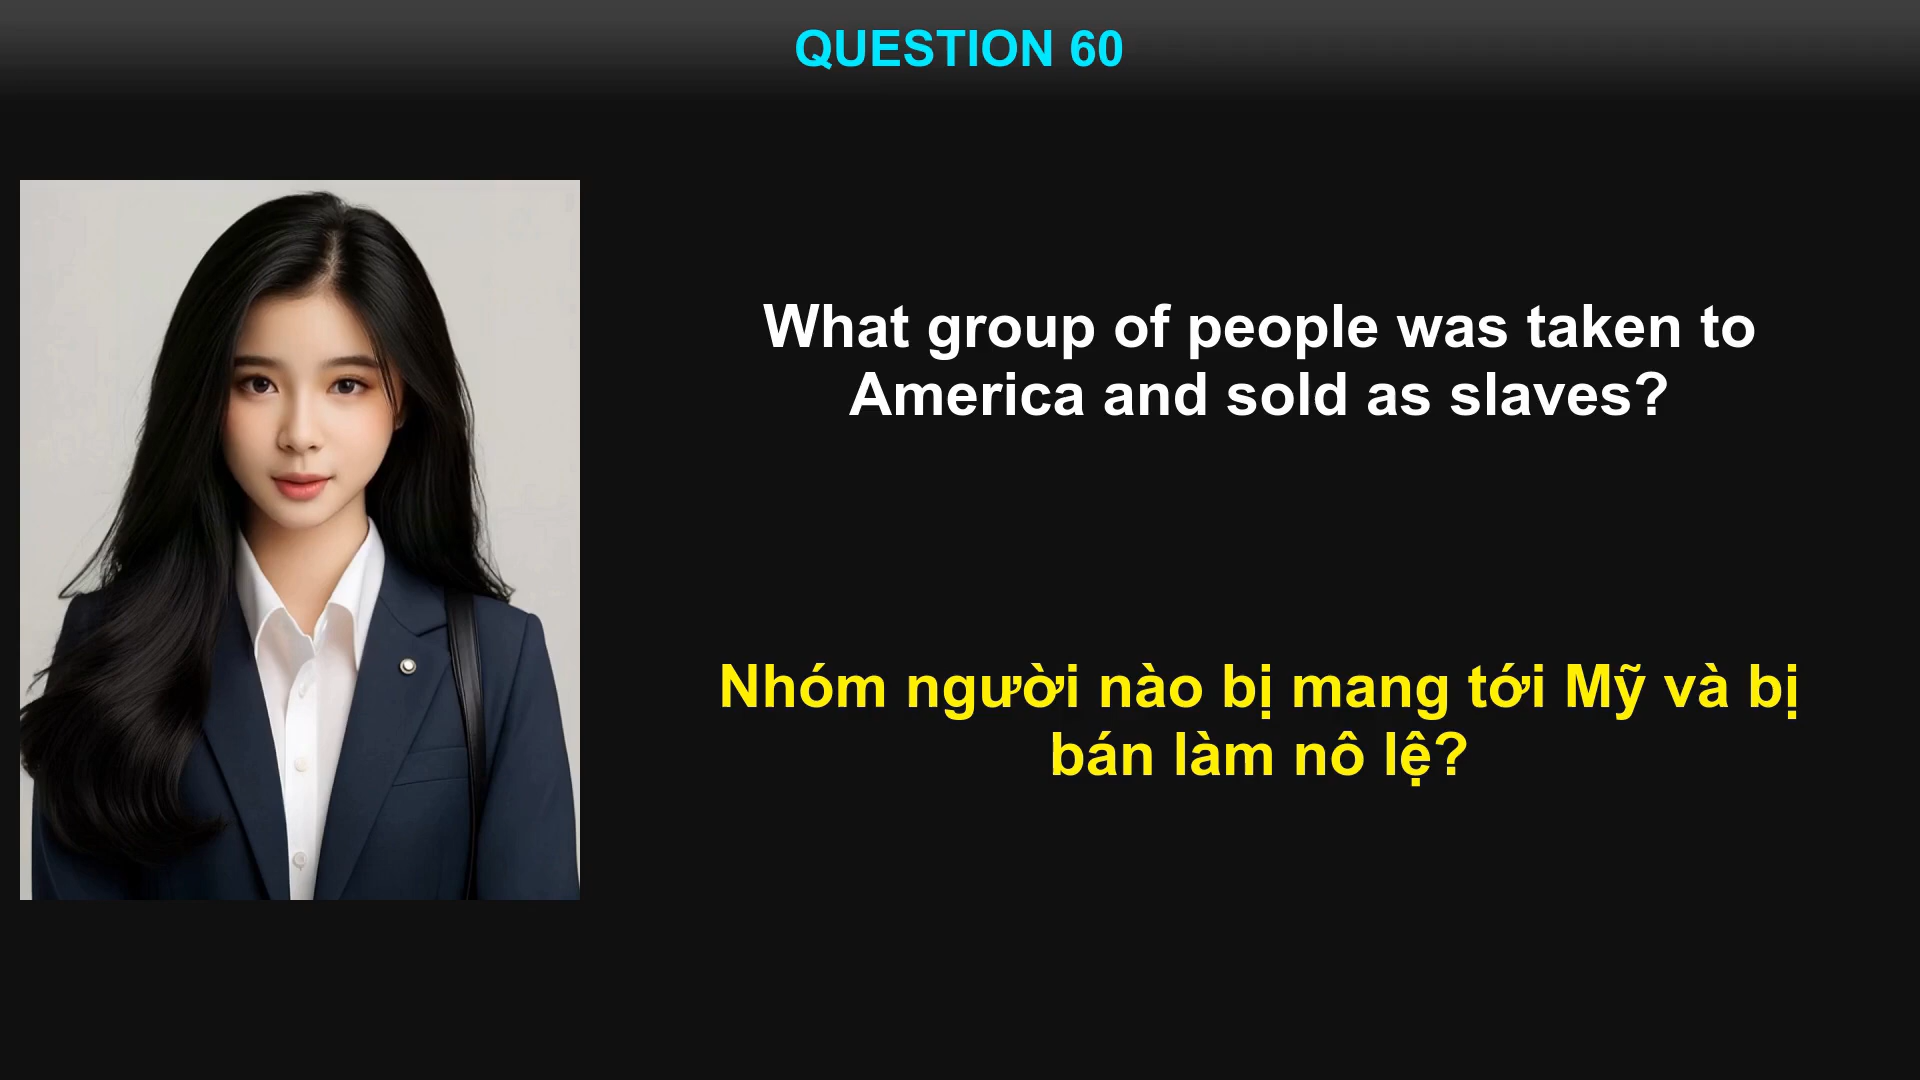 QUESTION 60
What group of people was taken to
America and sold as slaves?
Nhóm người nào bị mang tới Mỹ và bị
bán làm nô lệ?